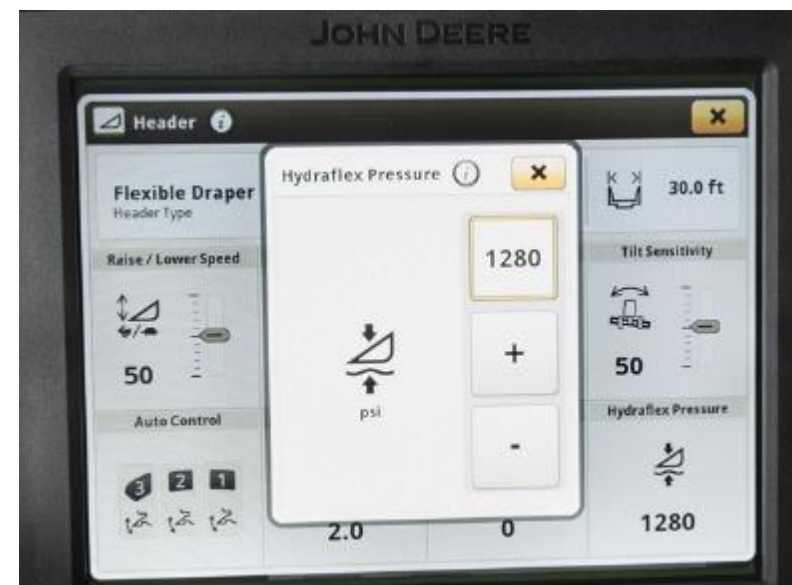 JOHN DEERE
Header
Flexible Draper
Header Type
30.0 ft
Hydraflex Pressure
1280
+
-
psi
Raise / Lower Speed
50
Tilt Sensitivity
50
Auto Control
3 2 1
2.0
0
Hydraflex Pressure
1280